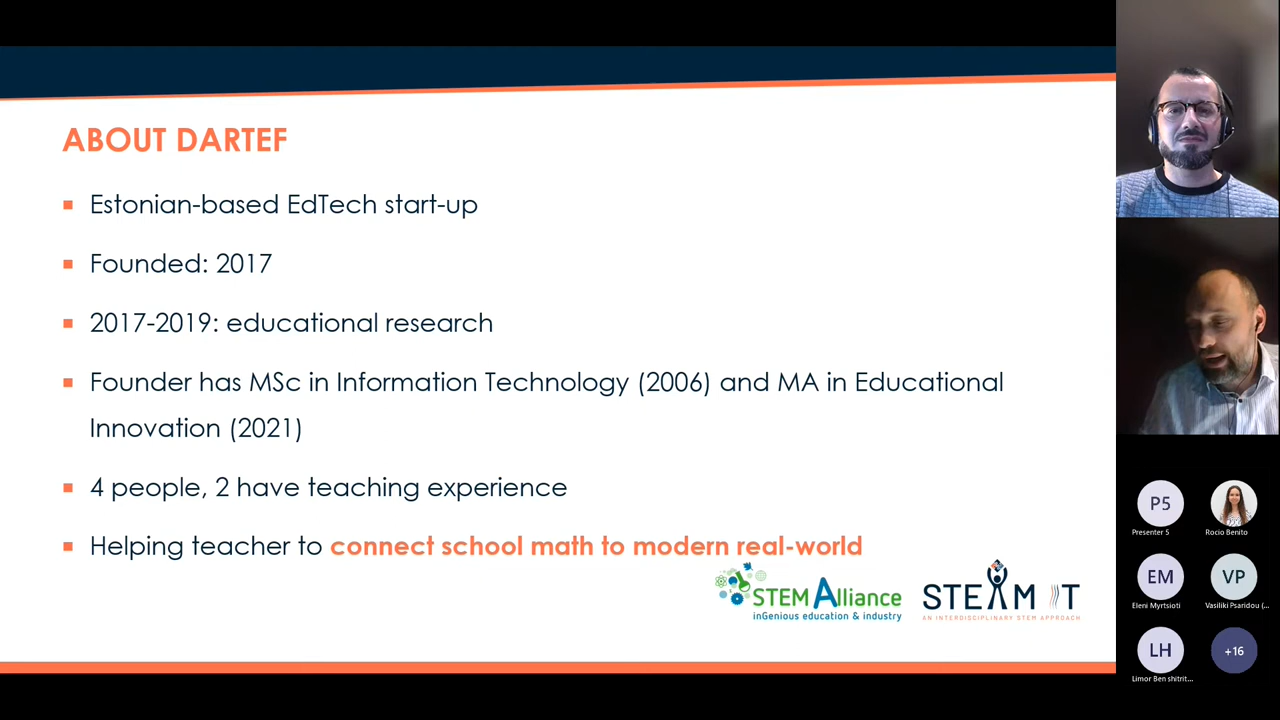 ABOUT DARTEF
Estonian-based EdTech start-up
Founded: 2017
2017-2019: educational research
Founder has MSc in Information Technology (2006) and MA in Educational
Innovation (2021)
4 people, 2 have teaching experience
Helping teacher to connect school math to modern real-world
STEM Alliance
inGenious education & industry
STEAM IT
AN INTERDISCIPLINARY STEM APPROACH
P5
Presenter 5
Rocio Benito
EM
Eleni Myrtsioti
VP
Vasiliki Psaridou (...
LH
Limor Ben shitrit...
+16